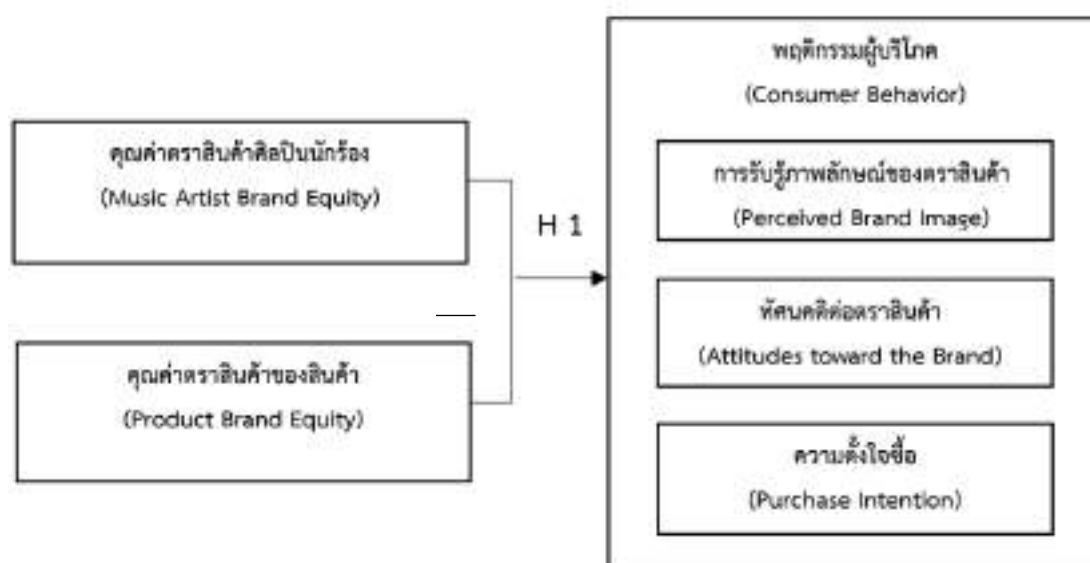 คุณค่าตราสินค้าศิลปินนักร้อง
(Music Artist Brand Equity)
คุณค่าตราสินค้าของสินค้า
(Product Brand Equity)
H 1
พฤติกรรมผู้บริโภค
(Consumer Behavior)
การรับรู้ภาพลักษณ์ของตราสินค้า
(Perceived Brand Image)
ทัศนคติต่อตราสินค้า
(Attitudes toward the Brand)
ความตั้งใจซื้อ
(Purchase Intention)